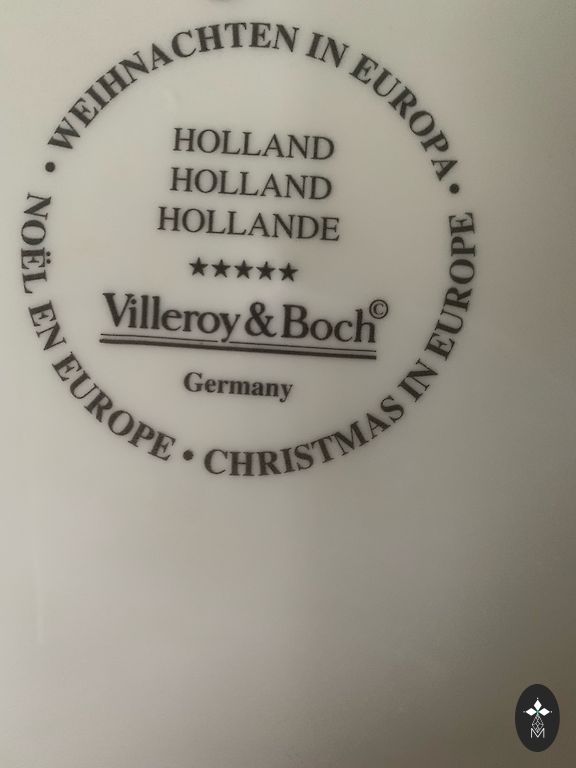 • WEIHNACHTEN IN EUROPA •
HOLLAND
HOLLAND
HOLLANDE
★★★★★
Villeroy & Boch©
Germany
NOËL EN EUROPE • CHRISTMAS IN EUROPE
M